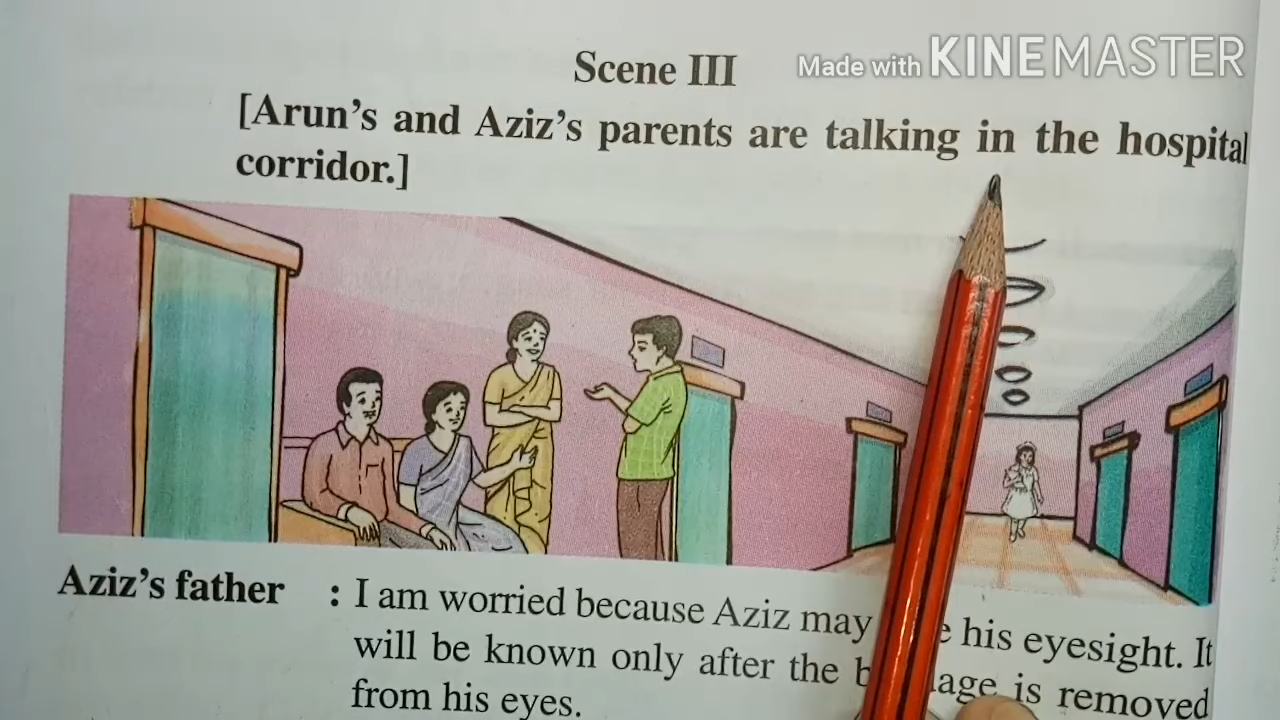 Scene III
Made with KINEMASTER
[Arun's and Aziz's parents are talking in the hospital
corridor.]
Aziz's father : I am worried because Aziz may his eyesight. It
will be known only after the is removed
from his eyes.